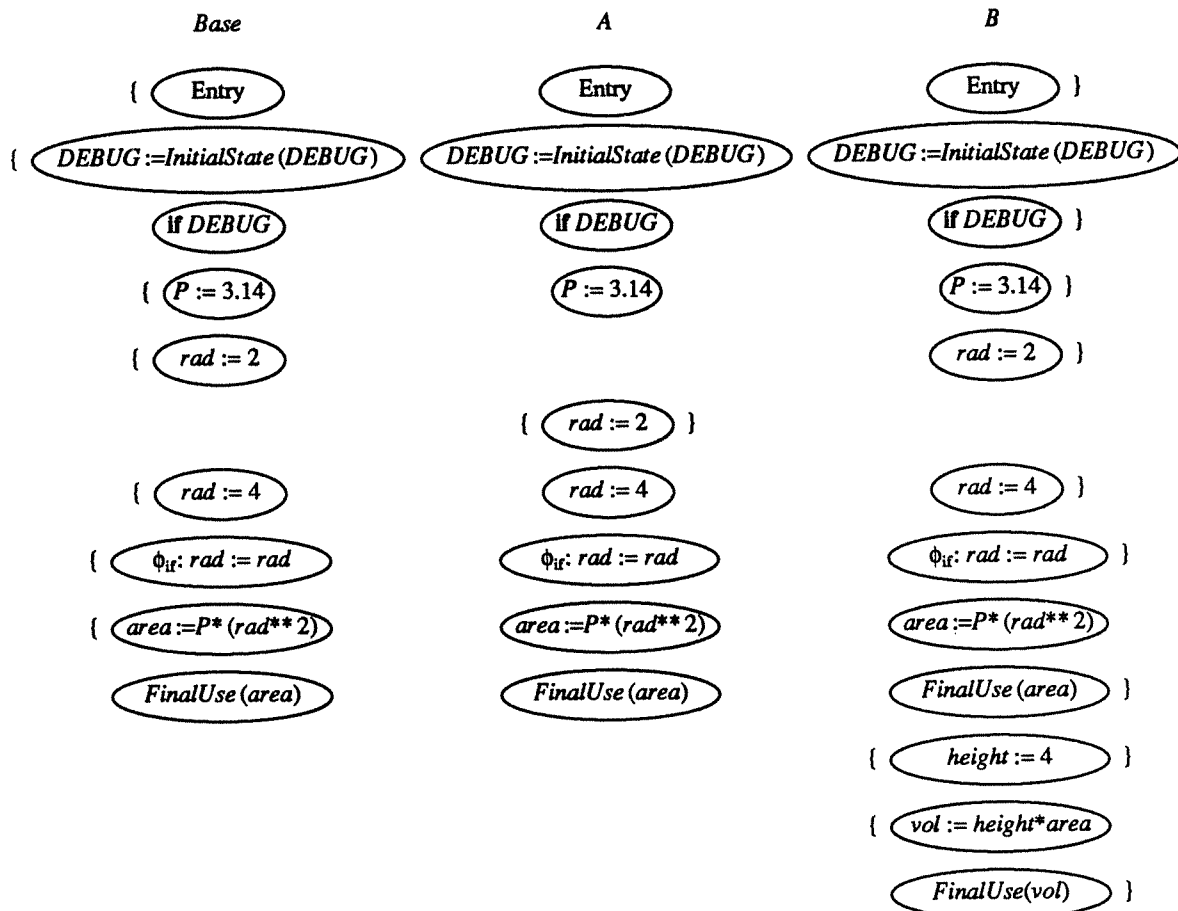 Base A B
{ Entry Entry Entry }
{ DEBUG :=InitialState (DEBUG) DEBUG :=InitialState (DEBUG) DEBUG :=InitialState (DEBUG)
if DEBUG if DEBUG if DEBUG }
{ P := 3.14 P := 3.14 P := 3.14 }
{ rad := 2 rad := 2 }
{ rad := 2 }
{ rad := 4 rad := 4 rad := 4 }
{ ϕif: rad := rad ϕif: rad := rad ϕif: rad := rad }
{ area :=P* (rad** 2) area :=P* (rad** 2) area :=P* (rad** 2)
FinalUse (area) FinalUse (area) FinalUse (area) }
{ height := 4 }
{ vol := height*area
FinalUse(vol) }